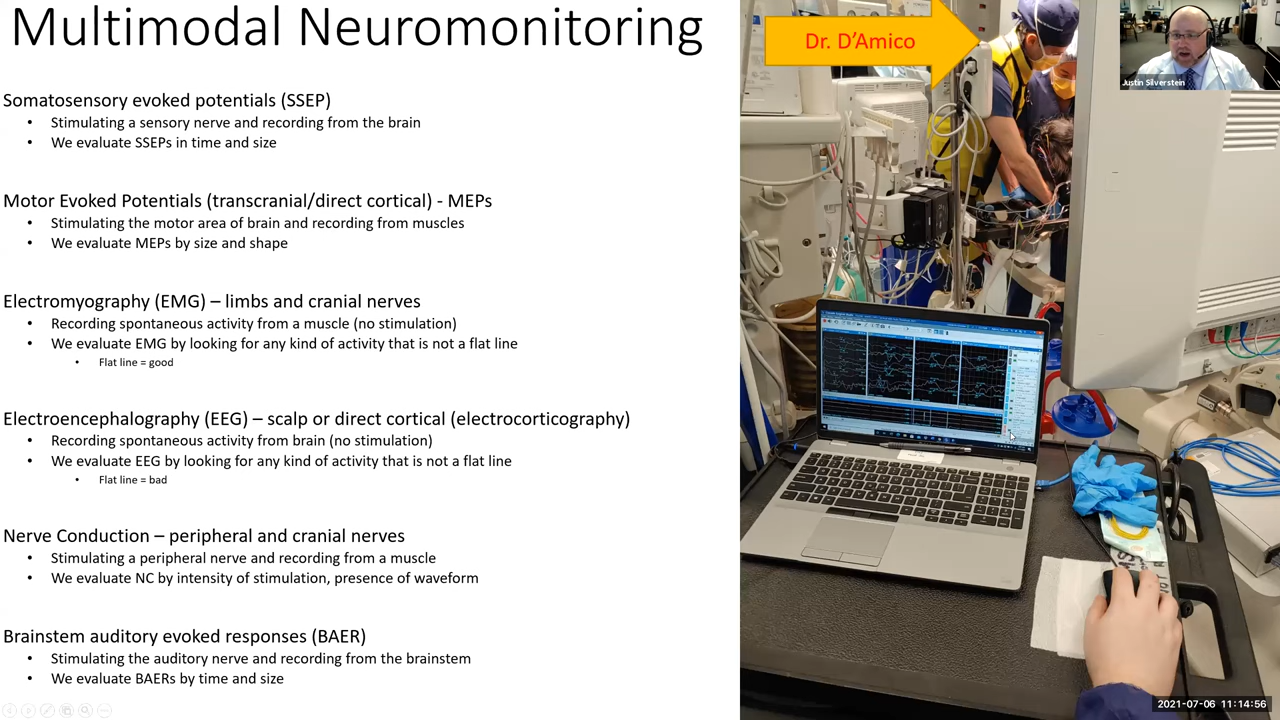 Multimodal Neuromonitoring
Somatosensory evoked potentials (SSEP)
• Stimulating a sensory nerve and recording from the brain
• We evaluate SSEPs in time and size
Motor Evoked Potentials (transcranial/direct cortical) - MEPs
• Stimulating the motor area of brain and recording from muscles
• We evaluate MEPs by size and shape
Electromyography (EMG) – limbs and cranial nerves
• Recording spontaneous activity from a muscle (no stimulation)
• We evaluate EMG by looking for any kind of activity that is not a flat line
• Flat line = good
Electroencephalography (EEG) – scalp or direct cortical (electrocorticography)
• Recording spontaneous activity from brain (no stimulation)
• We evaluate EEG by looking for any kind of activity that is not a flat line
• Flat line = bad
Nerve Conduction – peripheral and cranial nerves
• Stimulating a peripheral nerve and recording from a muscle
• We evaluate NC by intensity of stimulation, presence of waveform
Brainstem auditory evoked responses (BAER)
• Stimulating the auditory nerve and recording from the brainstem
• We evaluate BAERs by time and size
Dr. D'Amico
Justin Silverstein
2021-07-06 11:14:56